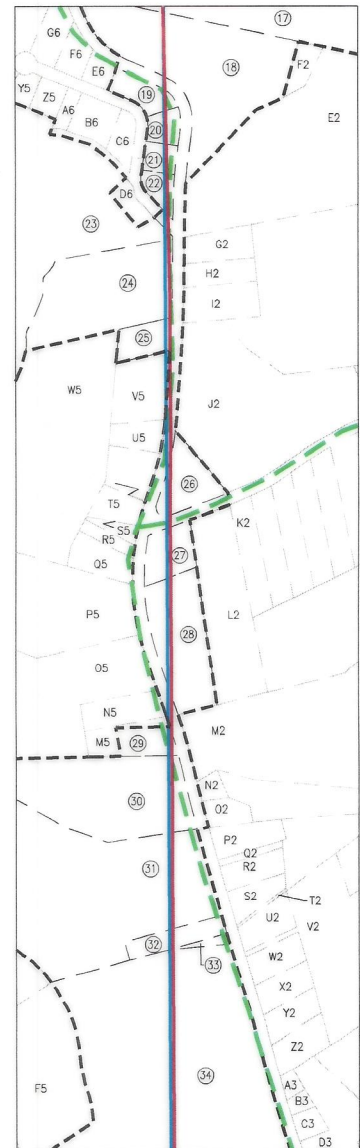 17
G6
F6
18
F2
E6
Y5
Z5
19
A6
E2
B6
20
C6
21
22
D6
23
G2
H2
24
I2
25
W5
V5
J2
U5
26
T5
K2
S5
R5
27
Q5
P5
L2
28
O5
N5
M2
M5
29
N2
30
O2
P2
Q2
31
R2
S2
T2
U2
V2
32
W2
33
X2
Y2
Z2
34
A3
F5
B3
C3
D3